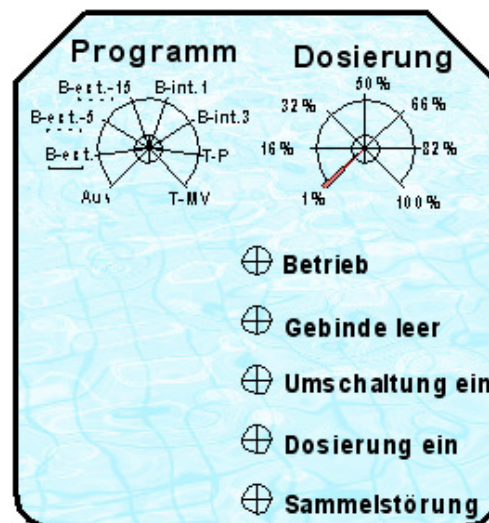 Programm
Dosierung
B-ext.-15
B-int.1
B-ext.-5
B-int.3
B-ext.-
T-P
Aus
T-MV
50%
32%
66%
16%
82%
1%
100%
Betrieb
Gebinde leer
Umschaltung ein
Dosierung ein
Sammelstörung